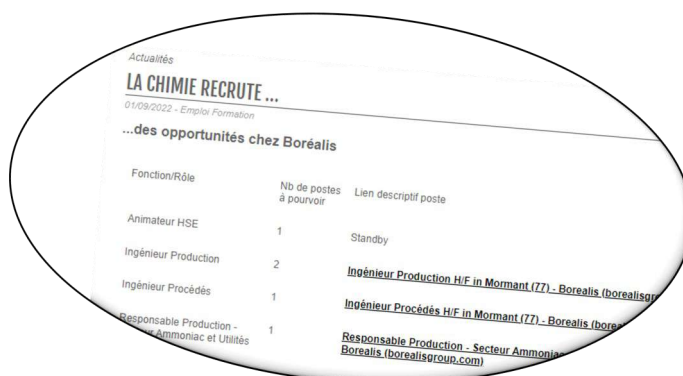 Actualités
LA CHIMIE RECRUTE ...
01/09/2022 - Emploi Formation
...des opportunités chez Boréalis
Fonction/Rôle Nb de postes Lien descriptif poste
à pourvoir
Animateur HSE 1 Standby
Ingénieur Production 2 Ingénieur Production H/F in Mormant (77) - Borealis
Ingénieur Procédés 1 Ingénieur Procédés H/F in Mormant (77) - Borealis
Responsable Production - 1 Responsable Production - Secteur
Ammoniac et Utilités Borealis (borealisgroup.com)